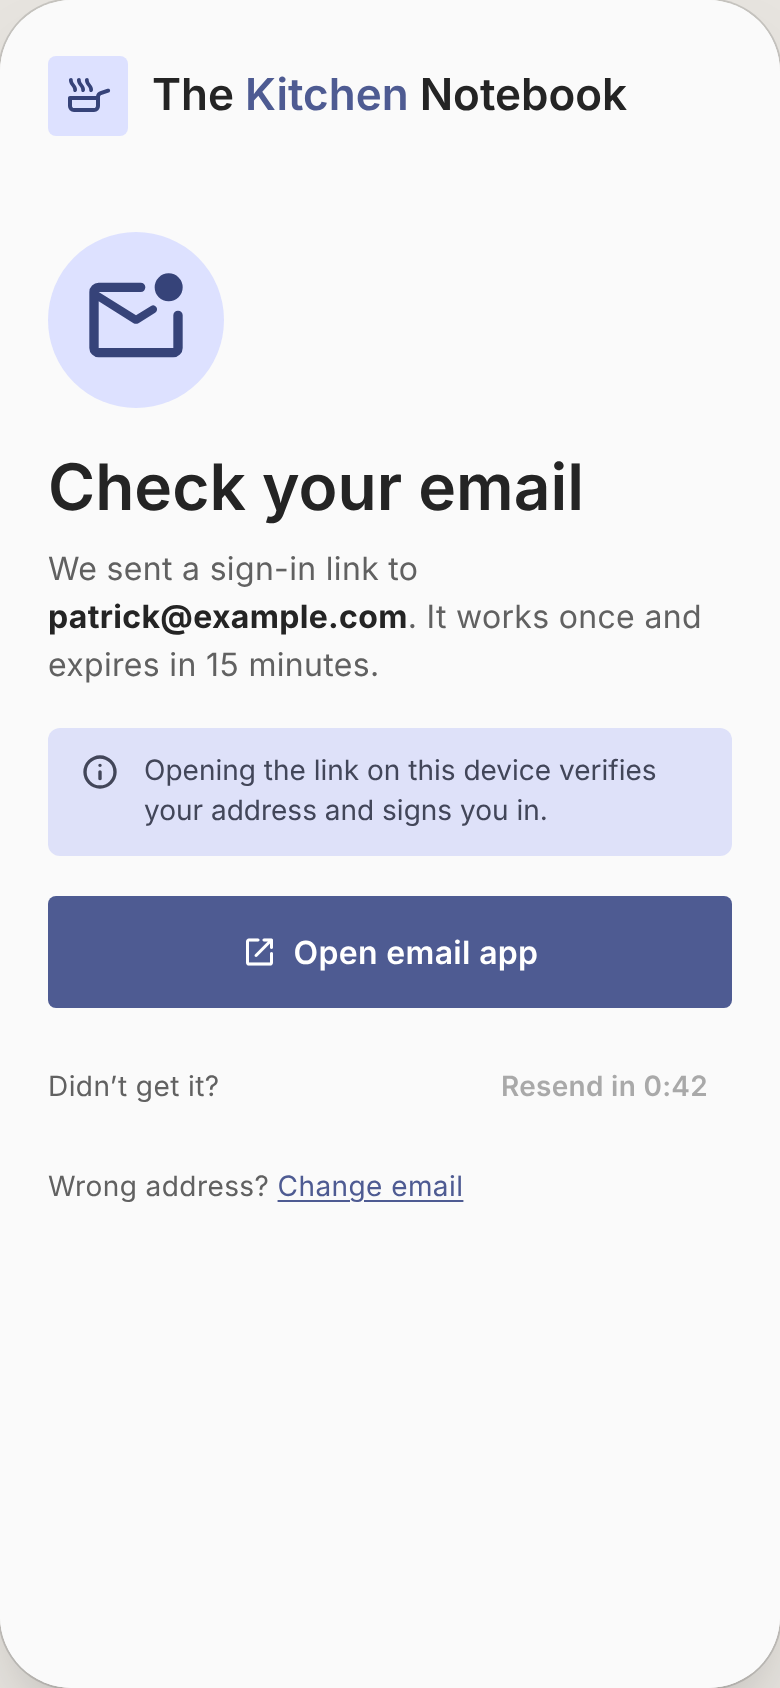 The Kitchen Notebook
Check your email
We sent a sign-in link to
patrick@example.com. It works once and
expires in 15 minutes.
Opening the link on this device verifies
your address and signs you in.
Open email app
Didn’t get it?
Resend in 0:42
Wrong address? Change email